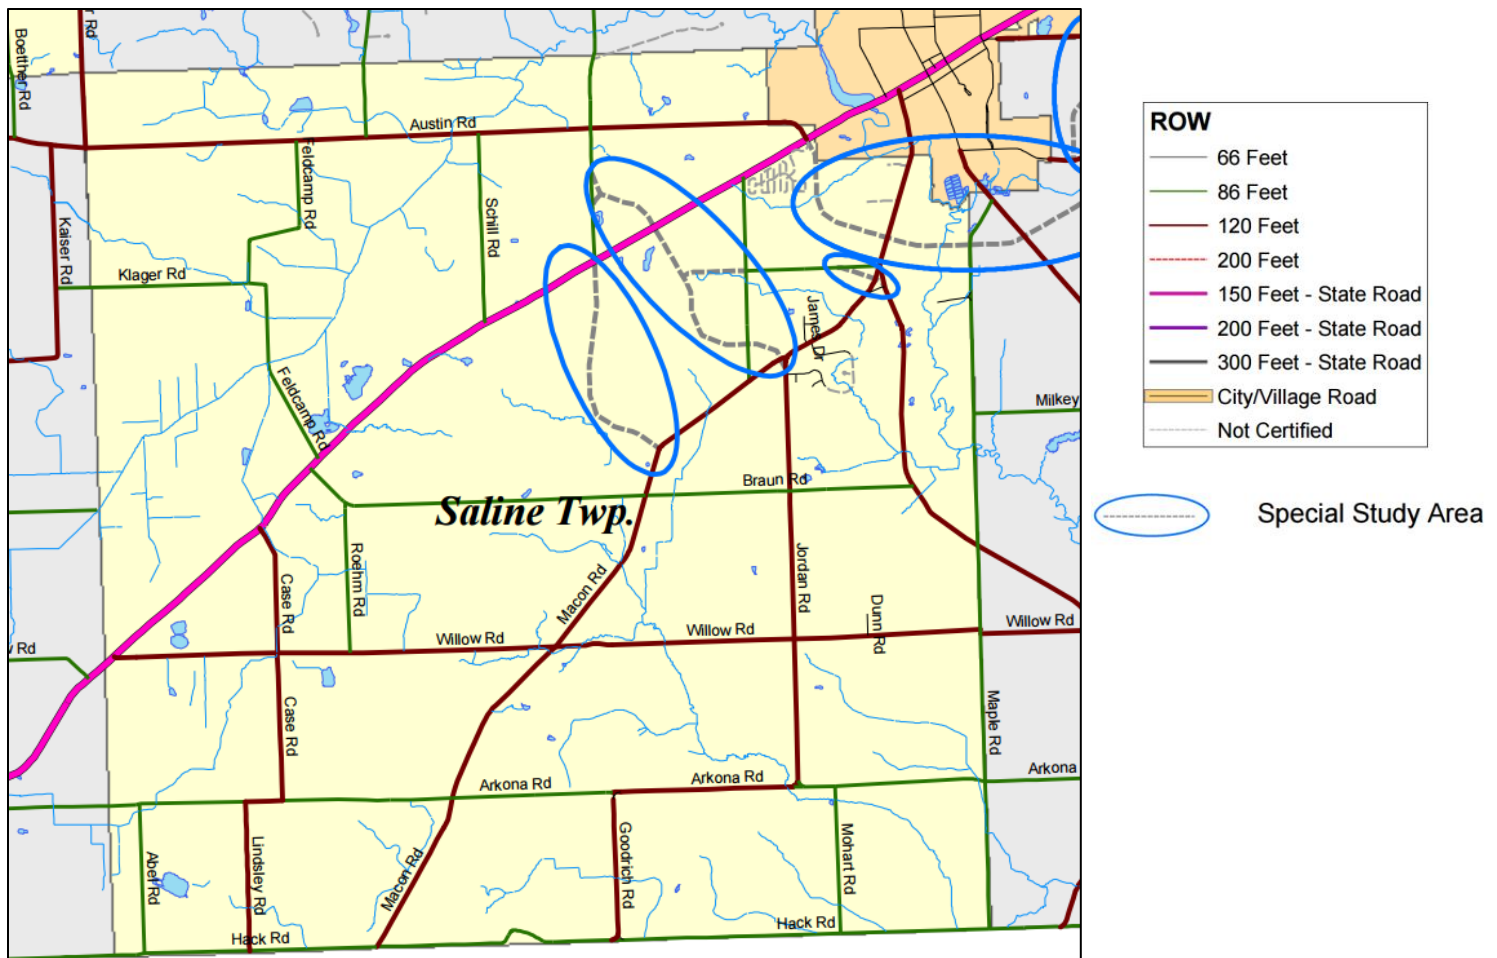 Boettner Rd
r Rd
Austin Rd
Feldcamp Rd
Schill Rd
Kaiser Rd
Klager Rd
James Dr
Feldcamp Rd
Milkey
Braun Rd
Saline Twp.
Roehm Rd
Case Rd
Macon Rd
Jordan Rd
Dunn Rd
Willow Rd
Willow Rd
Willow Rd
v Rd
Case Rd
Maple Rd
Arkona Rd
Arkona Rd
Arkona
Abel Rd
Lindsley Rd
Macon Rd
Goodrich Rd
Mohart Rd
Hack Rd
Hack Rd
ROW
66 Feet
86 Feet
120 Feet
200 Feet
150 Feet - State Road
200 Feet - State Road
300 Feet - State Road
City/Village Road
Not Certified
Special Study Area